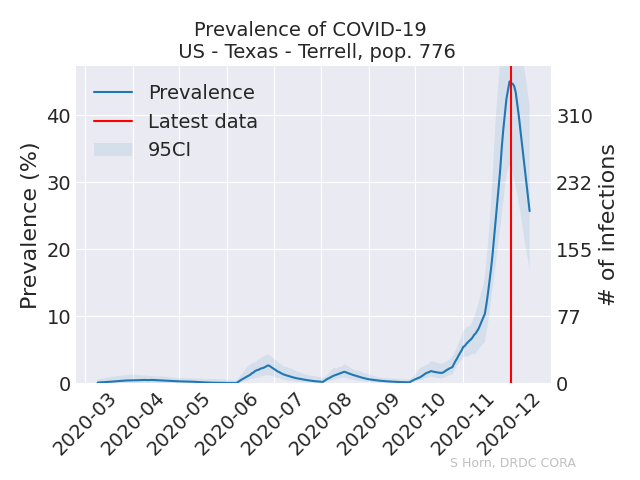 Prevalence of COVID-19
US - Texas - Terrell, pop. 776
Prevalence
Latest data
95CI
Prevalence (%)
40
30
20
10
0
310
232
155
77
0
# of infections
2020-03
2020-04
2020-05
2020-06
2020-07
2020-08
2020-09
2020-10
2020-11
2020-12
S Horn, DRDC CORA